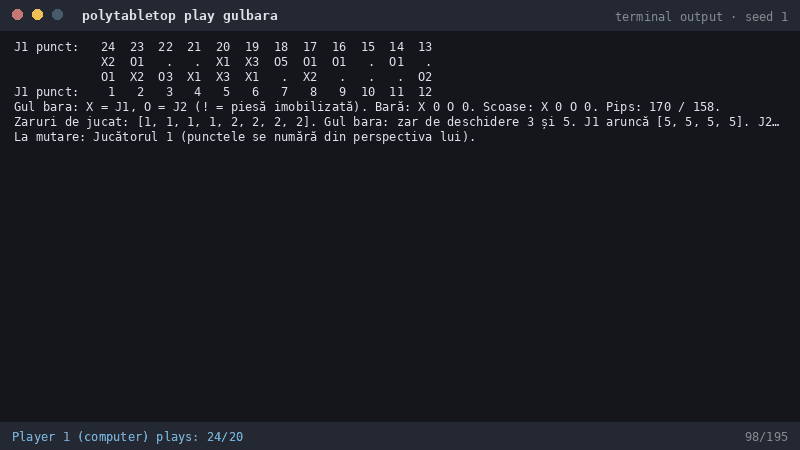 polytabletop play gulbara
terminal output · seed 1
J1 punct: 24 23 22 21 20 19 18 17 16 15 14 13
X2 O1 . . X1 X3 O5 O1 O1 . O1 .
O1 X2 O3 X1 X3 X1 . X2 . . . O2
J1 punct: 1 2 3 4 5 6 7 8 9 10 11 12
Gul bara: X = J1, O = J2 (! = piesă imobilizată). Bară: X 0 O 0. Scoase: X 0 O 0. Pips: 170 / 158.
Zaruri de jucat: [1, 1, 1, 1, 2, 2, 2, 2]. Gul bara: zar de deschidere 3 și 5. J1 aruncă [5, 5, 5, 5]. J2…
La mutare: Jucătorul 1 (punctele se numără din perspectiva lui).
Player 1 (computer) plays: 24/20
98/195